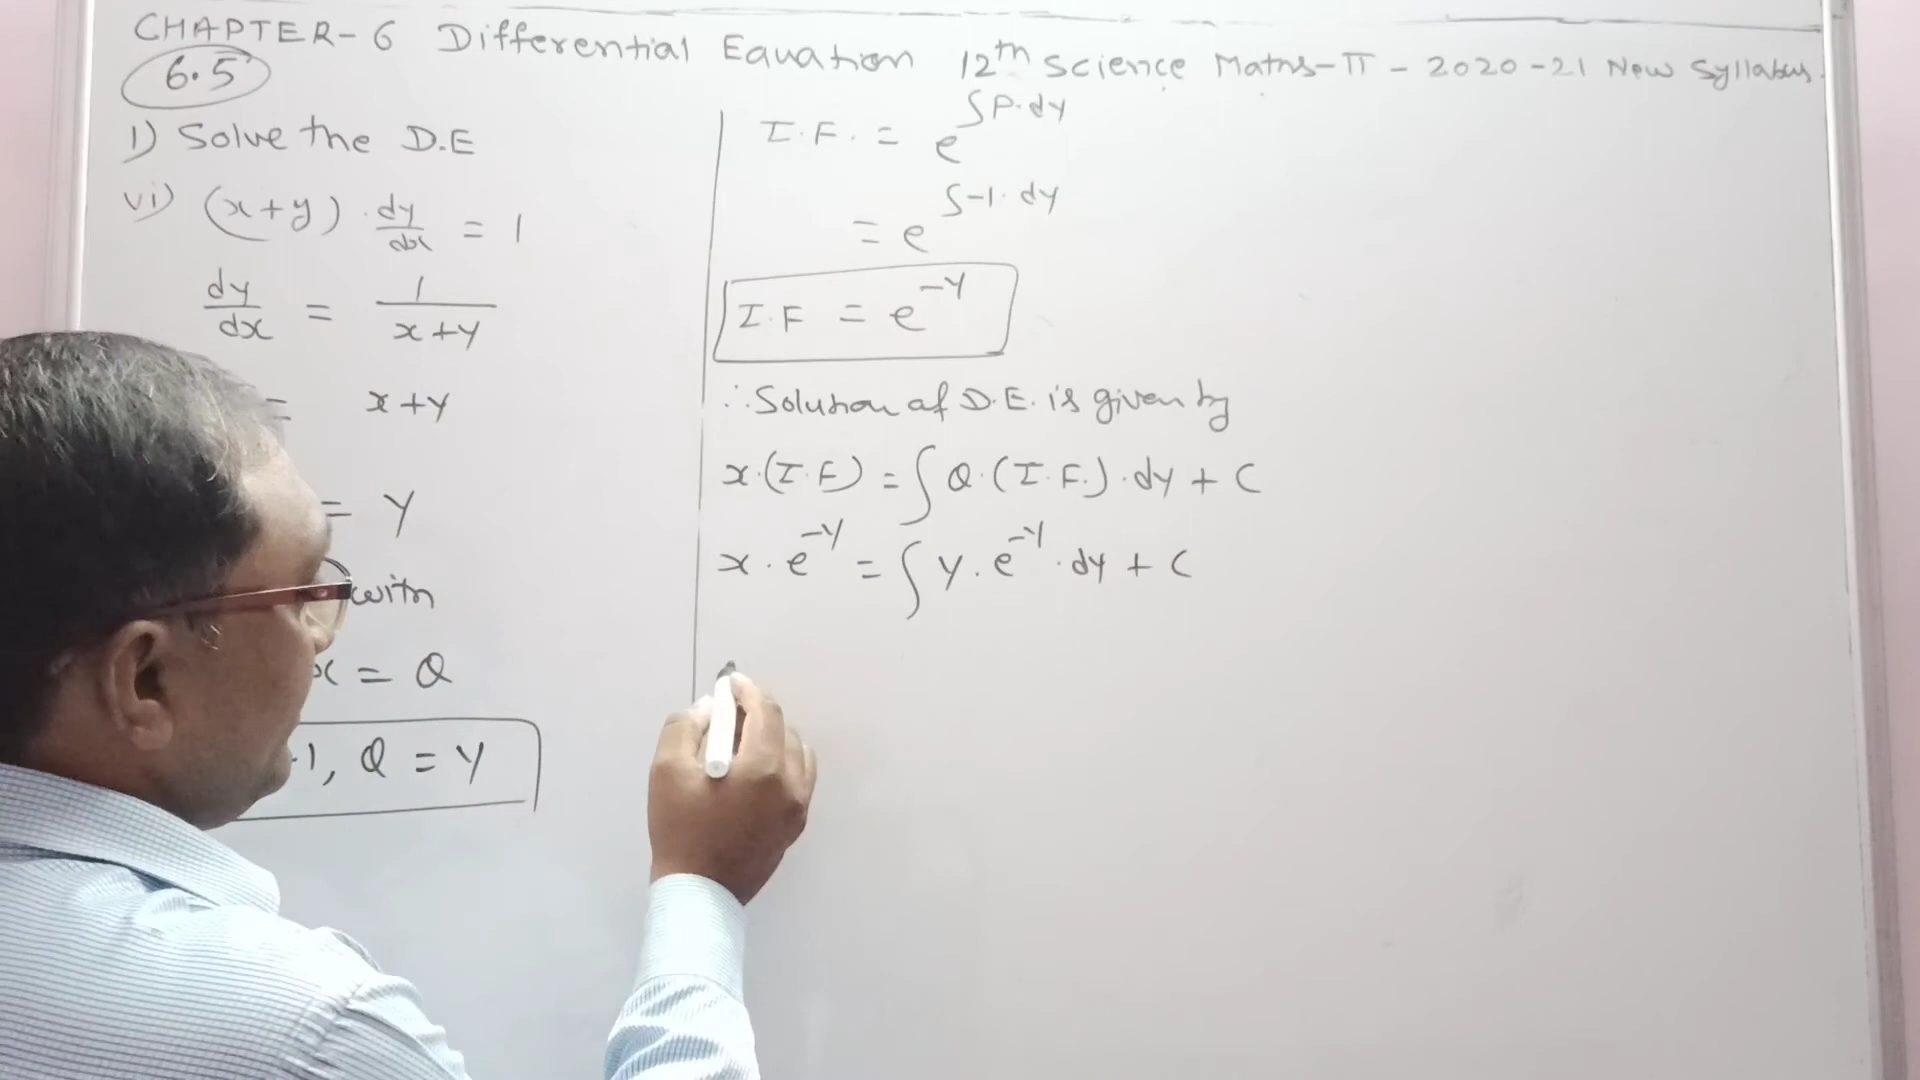 CHAPTER-6 Differential Equation 12th Science Maths-II - 2020-21 New Syllabus.
6.5
1) Solve the D.E
vi) (x+y) · dy/dx = 1
dy/dx = 1/(x+y)
= x+y
= y
with
x = Q
-1, Q = y
I.F. = e^∫P·dy
= e^∫-1·dy
I.F = e^-y
∴ Solution of D.E. is given by
x·(I.F) = ∫Q·(I.F.)·dy + C
x·e^-y = ∫y·e^-y·dy + C